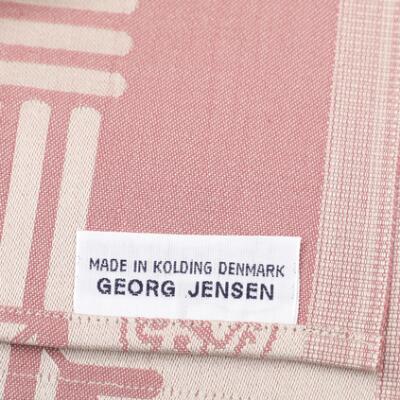 MADE IN KOLDING DENMARK
GEORG JENSEN